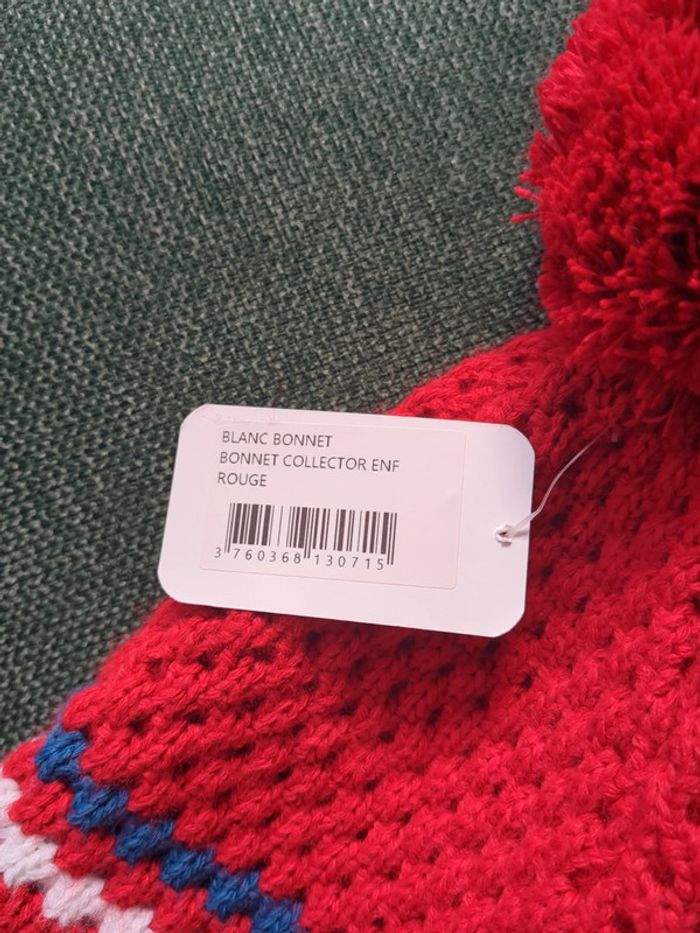 BLANC BONNET
BONNET COLLECTOR ENF
ROUGE
3 760368 130715